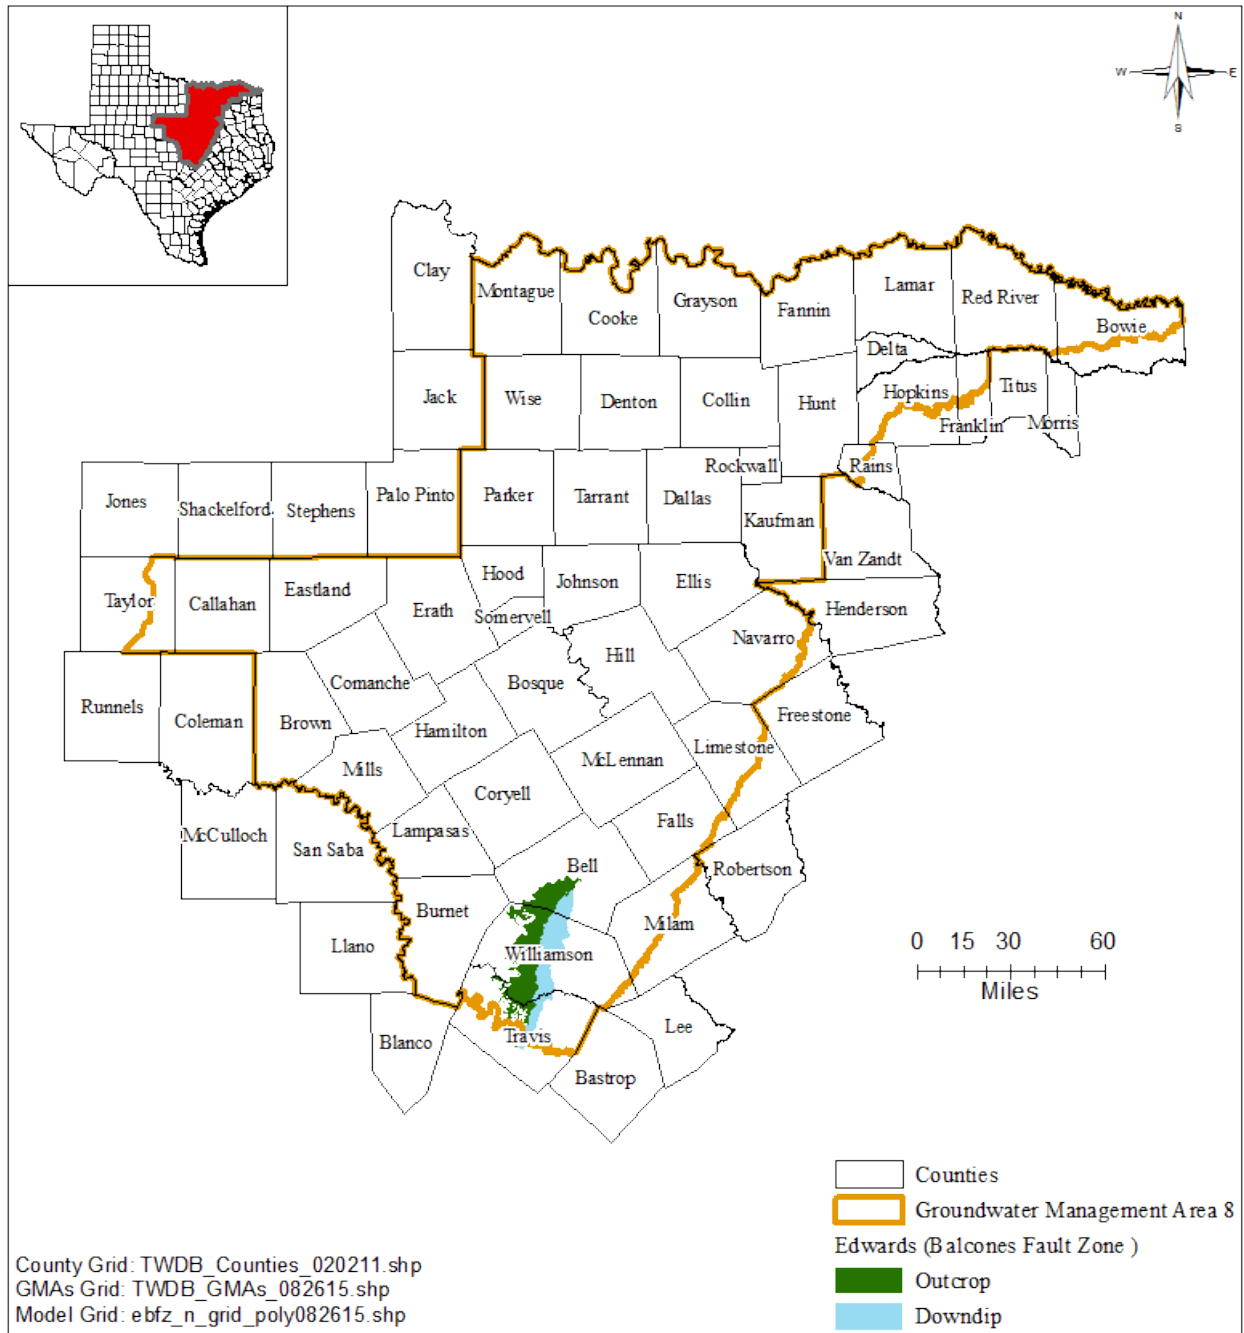 N
W E
S
Clay
Montague
Cooke
Grayson
Fannin
Lamar
Red River
Bowie
Delta
Jack
Wise
Denton
Collin
Hunt
Hopkins
Titus
Franklin
Morris
Rockwall
Rains
Jones
Shackelford
Stephens
Palo Pinto
Parker
Tarrant
Dallas
Kaufman
Van Zandt
Taylor
Callahan
Eastland
Erath
Hood
Johnson
Ellis
Somervell
Henderson
Navarro
Hill
Runnels
Coleman
Brown
Comanche
Bosque
Hamilton
Freestone
Limestone
McLennan
Mills
Coryell
McCulloch
San Saba
Lampasas
Falls
Bell
Robertson
Burnet
Milam
Llano
Williamson
0 15 30 60
Miles
Blanco
Travis
Lee
Bastrop
Counties
Groundwater Management Area 8
Edwards (Balcones Fault Zone )
Outcrop
Downdip
County Grid: TWDB_Counties_020211.shp
GMAs Grid: TWDB_GMAs_082615.shp
Model Grid: ebfz_n_grid_poly082615.shp